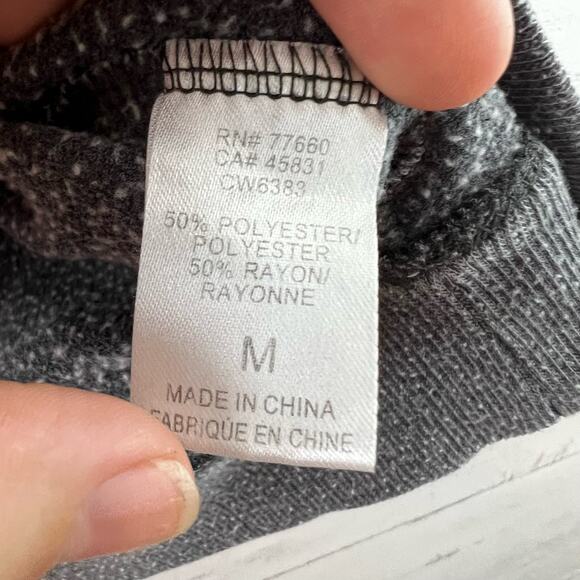 RN# 77660
CA# 45831
CW6383
50% POLYESTER/
POLYESTER
50% RAYON/
RAYONNE
M
MADE IN CHINA
FABRIQUÉ EN CHINE